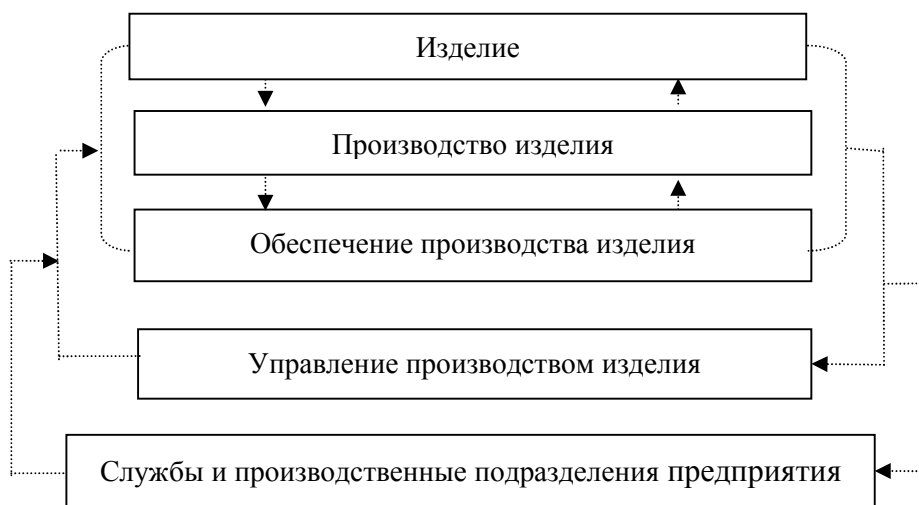 Изделие
Производство изделия
Обеспечение производства изделия
Управление производством изделия
Службы и производственные подразделения предприятия